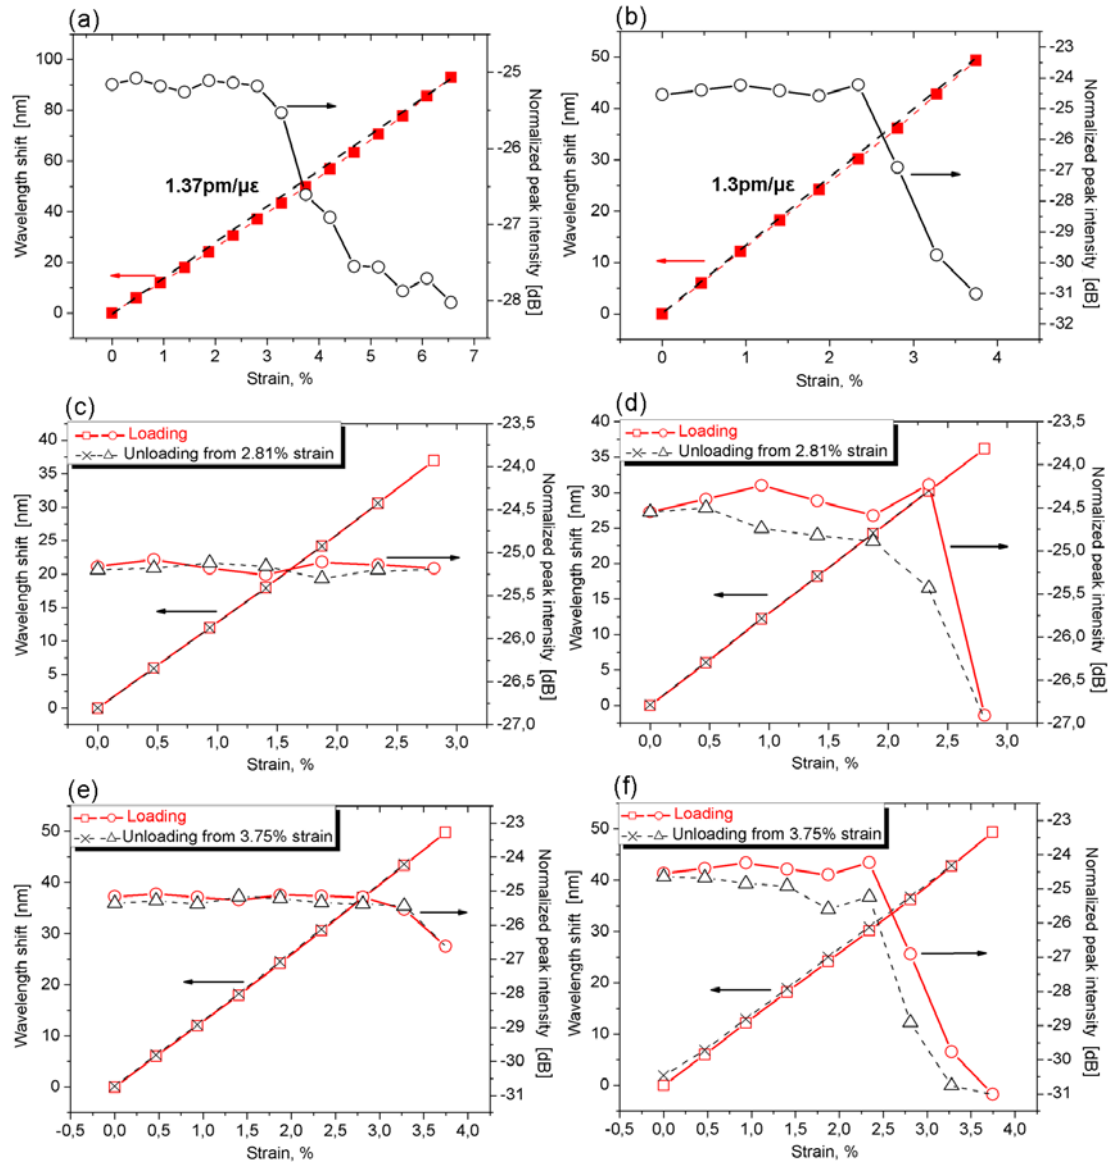 (a)
100
80
60
40
20
0
Wavelength shift [nm]
1.37pm/µε
-25
-26
-27
-28
Normalized peak intensity [dB]
0 1 2 3 4 5 6 7
Strain, %
(b)
50
40
30
20
10
0
Wavelength shift [nm]
1.3pm/µε
-23
-24
-25
-26
-27
-28
-29
-30
-31
-32
Normalized peak intensity [dB]
0 1 2 3 4
Strain, %
(c)
Loading
Unloading from 2.81% strain
40
35
30
25
20
15
10
5
0
Wavelength shift [nm]
-23,5
-24,0
-24,5
-25,0
-25,5
-26,0
-26,5
-27,0
Normalized peak intensity [dB]
0,0 0,5 1,0 1,5 2,0 2,5 3,0
Strain, %
(d)
Loading
Unloading from 2.81% strain
40
35
30
25
20
15
10
5
0
Wavelength shift [nm]
-23,5
-24,0
-24,5
-25,0
-25,5
-26,0
-26,5
-27,0
Normalized peak intensity [dB]
0,0 0,5 1,0 1,5 2,0 2,5 3,0
Strain, %
(e)
Loading
Unloading from 3.75% strain
50
40
30
20
10
0
Wavelength shift [nm]
-23
-24
-25
-26
-27
-28
-29
-30
-31
Normalized peak intensity [dB]
-0,5 0,0 0,5 1,0 1,5 2,0 2,5 3,0 3,5 4,0
Strain, %
(f)
Loading
Unloading from 3.75% strain
50
40
30
20
10
0
Wavelength shift [nm]
-23
-24
-25
-26
-27
-28
-29
-30
-31
Normalized peak intensity [dB]
-0,5 0,0 0,5 1,0 1,5 2,0 2,5 3,0 3,5 4,0
Strain, %